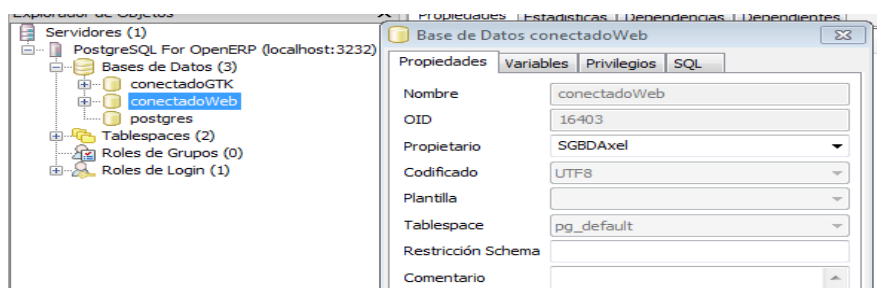 Explorador de Objetos
Propiedades Estadísticas Dependencias Dependientes
Servidores (1)
PostgreSQL For OpenERP (localhost:3232)
Bases de Datos (3)
conectadoGTK
conectadoWeb
postgres
Tablespaces (2)
Roles de Grupos (0)
Roles de Login (1)
Base de Datos conectadoWeb
Propiedades Variables Privilegios SQL
Nombre conectadoWeb
OID 16403
Propietario SGBDAxel
Codificado UTF8
Plantilla
Tablespace pg_default
Restricción Schema
Comentario